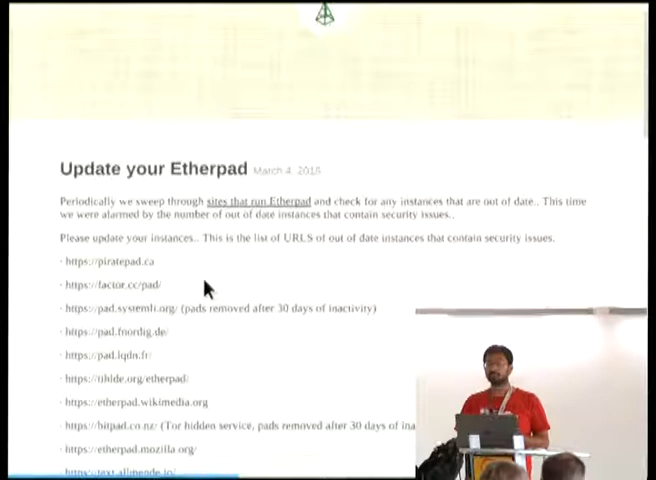 Update your Etherpad March 4, 2016
Periodically we sweep through sites that run Etherpad and check for any instances that are out of date.. This time
we were alarmed by the number of out of date instances that contain security issues..
Please update your instances.. This is the list of URLS of out of date instances that contain security issues.
· https://piratepad.ca
· https://factor.cc/pad/
· https://pad.systemli.org/ (pads removed after 30 days of inactivity)
· https://pad.fnordig.de/
· https://pad.lqdn.fr/
· https://uhlde.org/etherpad/
· https://etherpad.wikimedia.org
· https://bitpad.co.nz/ (Tor hidden service, pads removed after 30 days of ina
· https://etherpad.mozilla.org/
· https://text.allmende.io/